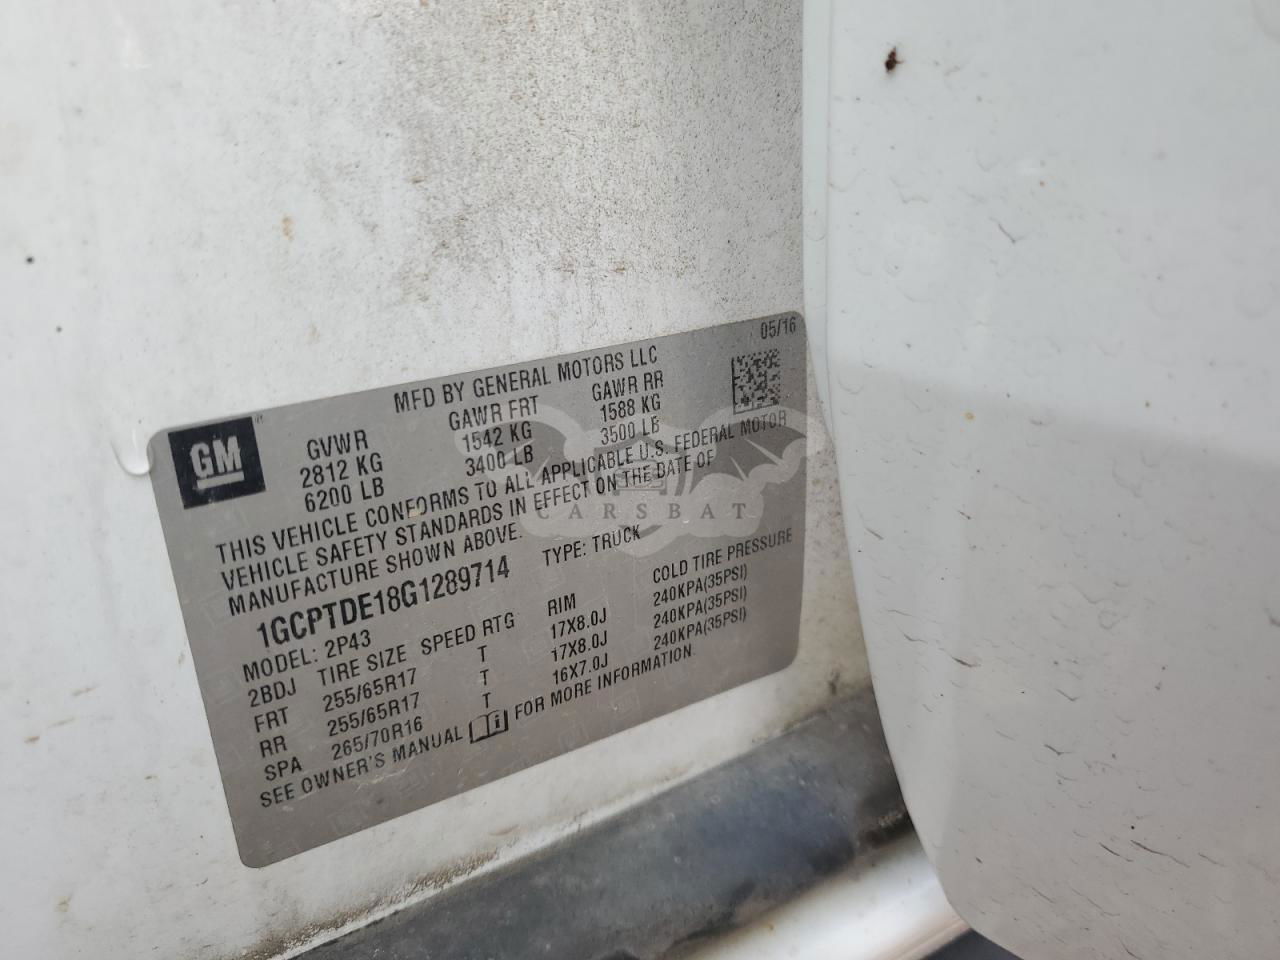 05/16
MFD BY GENERAL MOTORS LLC
GM
GVWR GAWR FRT GAWR RR
2812 KG 1542 KG 1588 KG
6200 LB 3400 LB 3500 LB
THIS VEHICLE CONFORMS TO ALL APPLICABLE U.S. FEDERAL MOTOR
VEHICLE SAFETY STANDARDS IN EFFECT ON THE DATE OF
MANUFACTURE SHOWN ABOVE.
1GCPTDE18G1289714 TYPE: TRUCK
MODEL: 2P43
2BDJ TIRE SIZE SPEED RTG RIM COLD TIRE PRESSURE
FRT 255/65R17 T 17X8.0J 240KPA(35PSI)
RR 255/65R17 T 17X8.0J 240KPA(35PSI)
SPA 265/70R16 T 16X7.0J 240KPA(35PSI)
SEE OWNER'S MANUAL FOR MORE INFORMATION.
CARSBAT